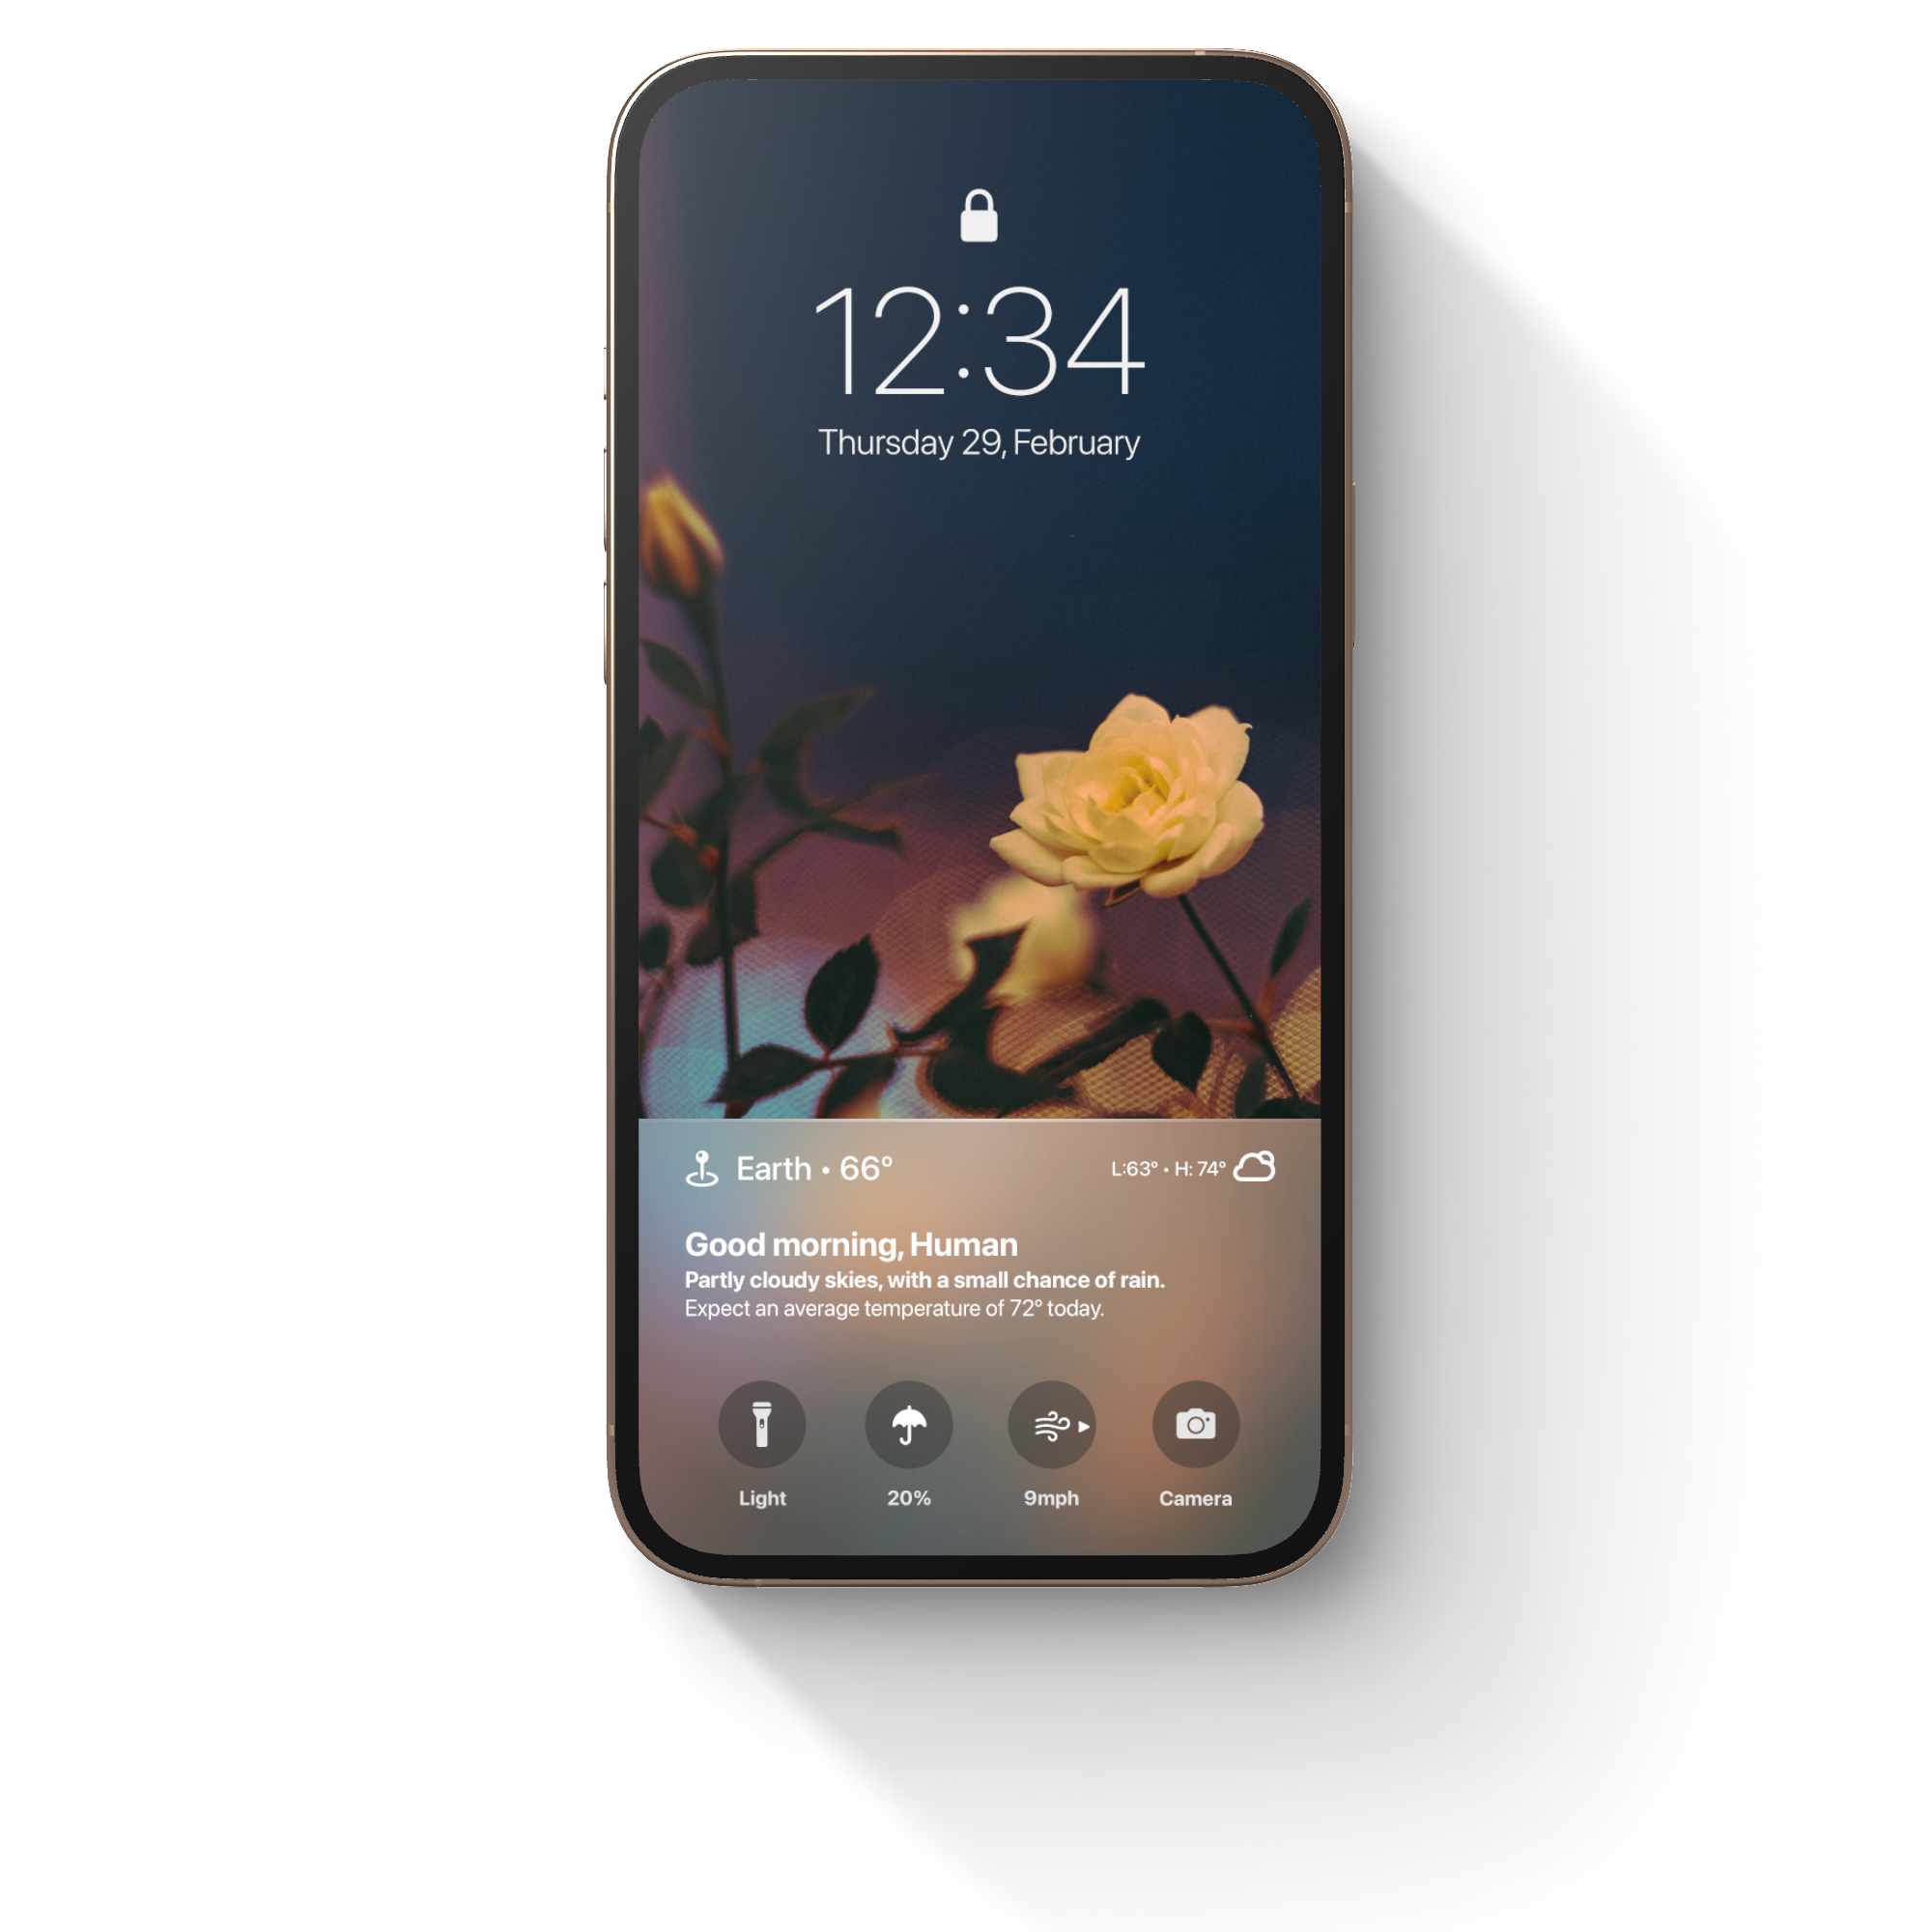 12:34
Thursday 29, February
Earth • 66°
L:63° • H: 74°
Good morning, Human
Partly cloudy skies, with a small chance of rain.
Expect an average temperature of 72° today.
Light
20%
9mph
Camera